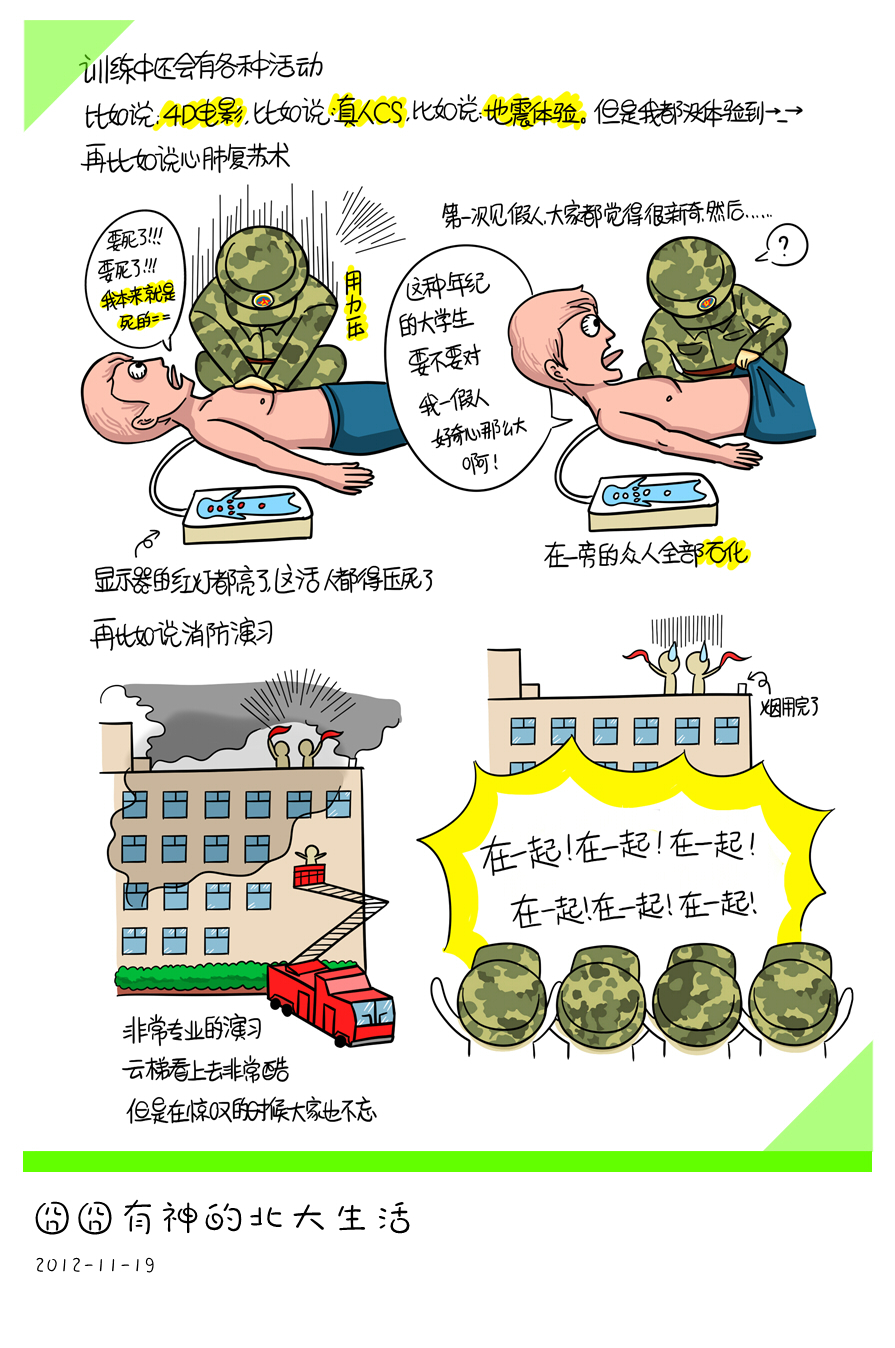 训练中还会有各种活动
比如说:4D电影,比如说:真人CS,比如说:地震体验。但是我都没体验到→_→
再比如说心肺复苏术
要死了!!!
要死了!!!
我本来就是
死的==
用力压
第一次见假人,大家都觉得很新奇,然后……
?
这种年纪
的大学生
要不要对
我一假人
好奇心那么大
啊!
显示器的红灯都亮了,这活人都得压死了
在一旁的众人全部石化
再比如说消防演习
烟用完了
在一起!在一起!在一起!
在一起!在一起!在一起!
非常专业的演习
云梯看上去非常酷
但是在惊叹的时候大家也不忘
囧囧有神的北大生活
2012-11-19